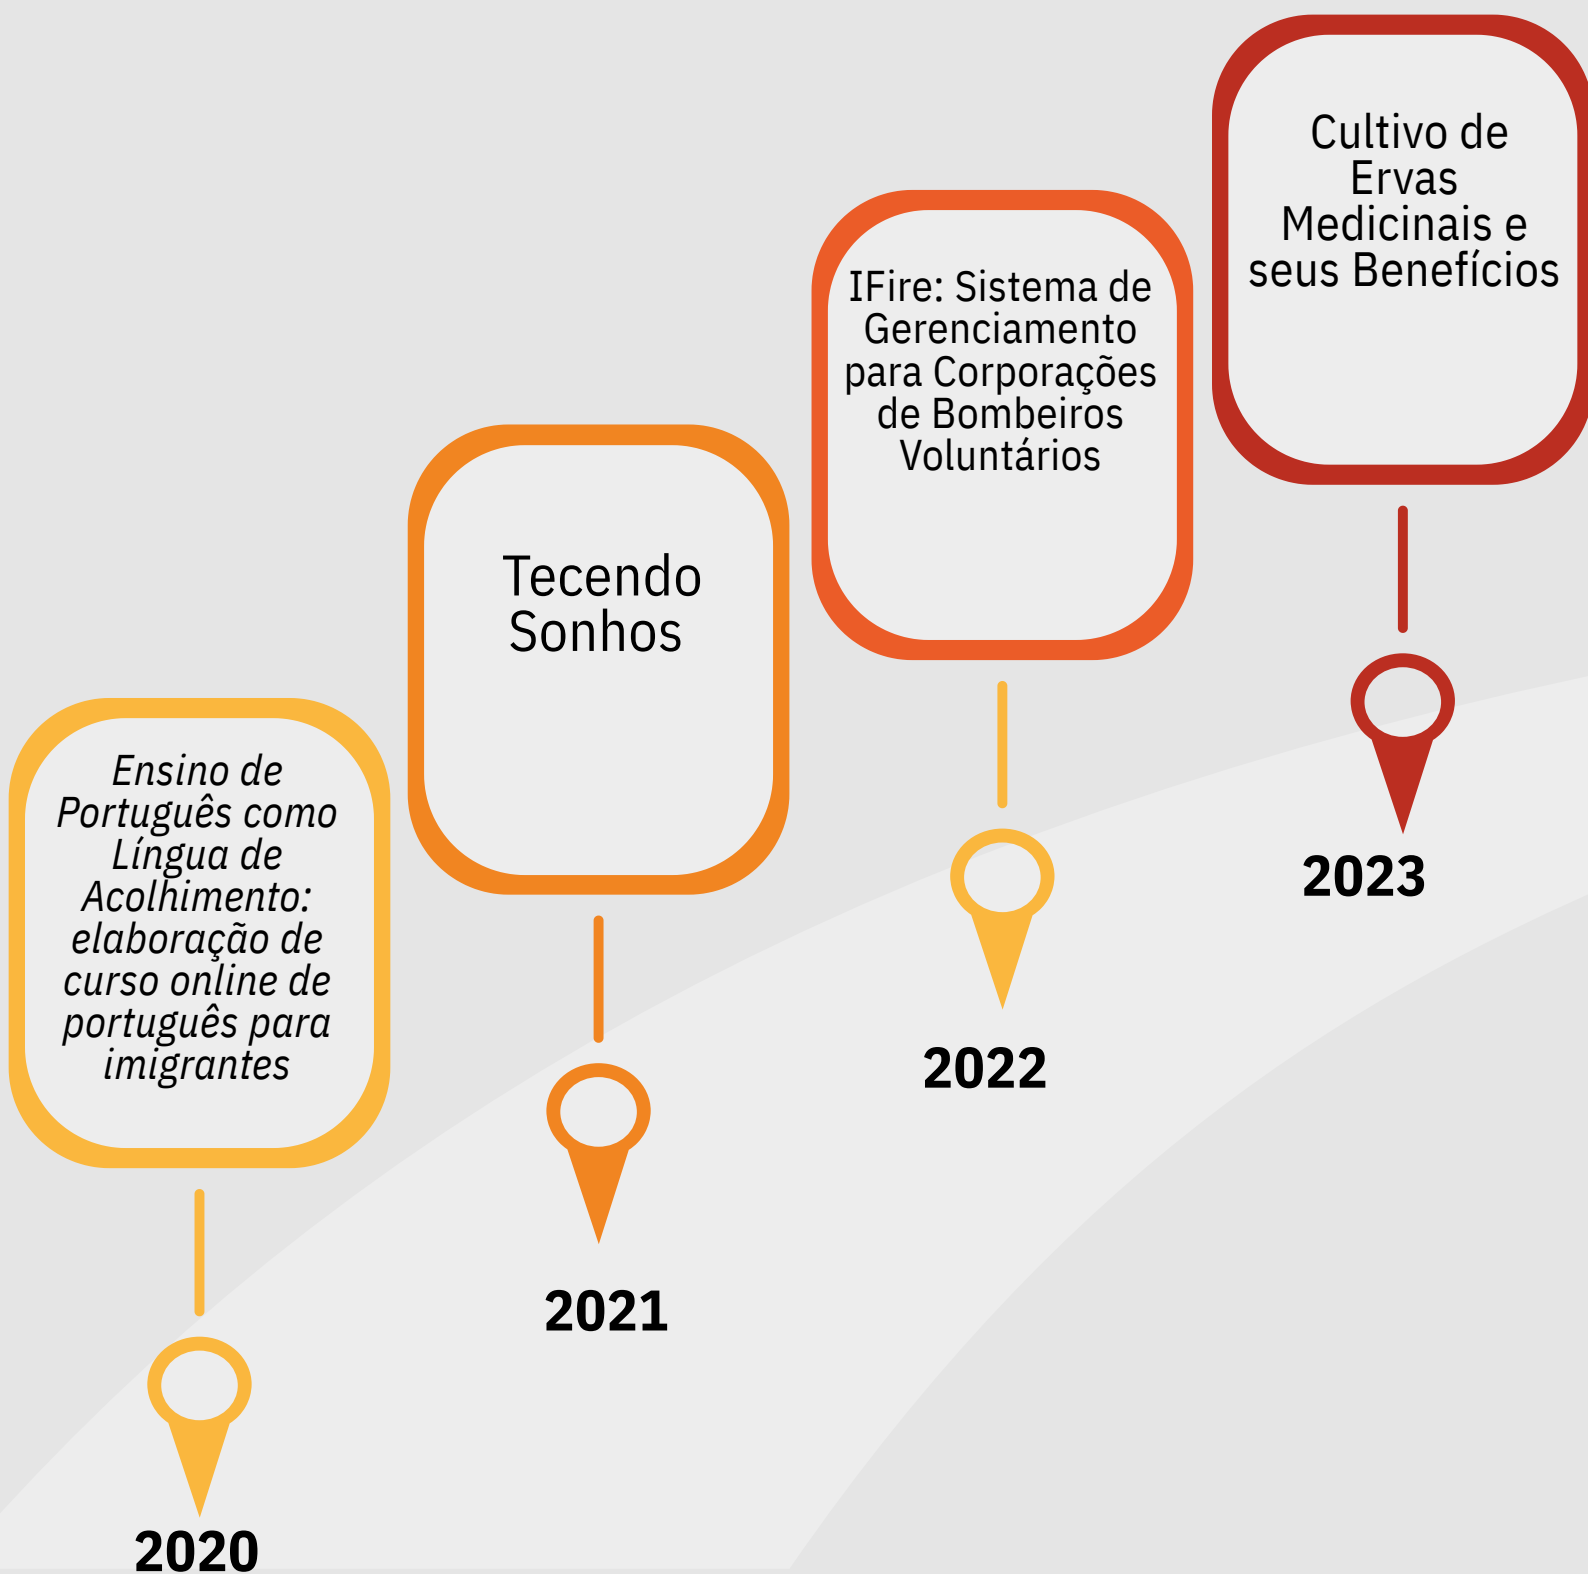 Ensino de
Português como
Língua de
Acolhimento:
elaboração de
curso online de
português para
imigrantes
2020
Tecendo
Sonhos
2021
IFire: Sistema de
Gerenciamento
para Corporações
de Bombeiros
Voluntários
2022
Cultivo de
Ervas
Medicinais e
seus Benefícios
2023